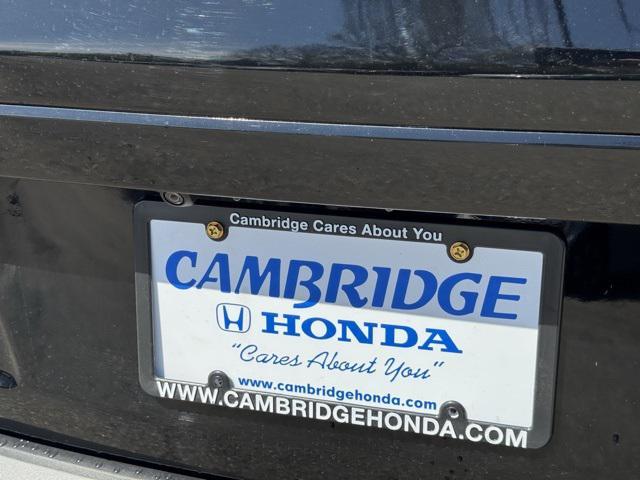 Cambridge Cares About You
CAMBRIDGE
HONDA
"Cares About You"
www.cambridgehonda.com
WWW.CAMBRIDGEHONDA.COM